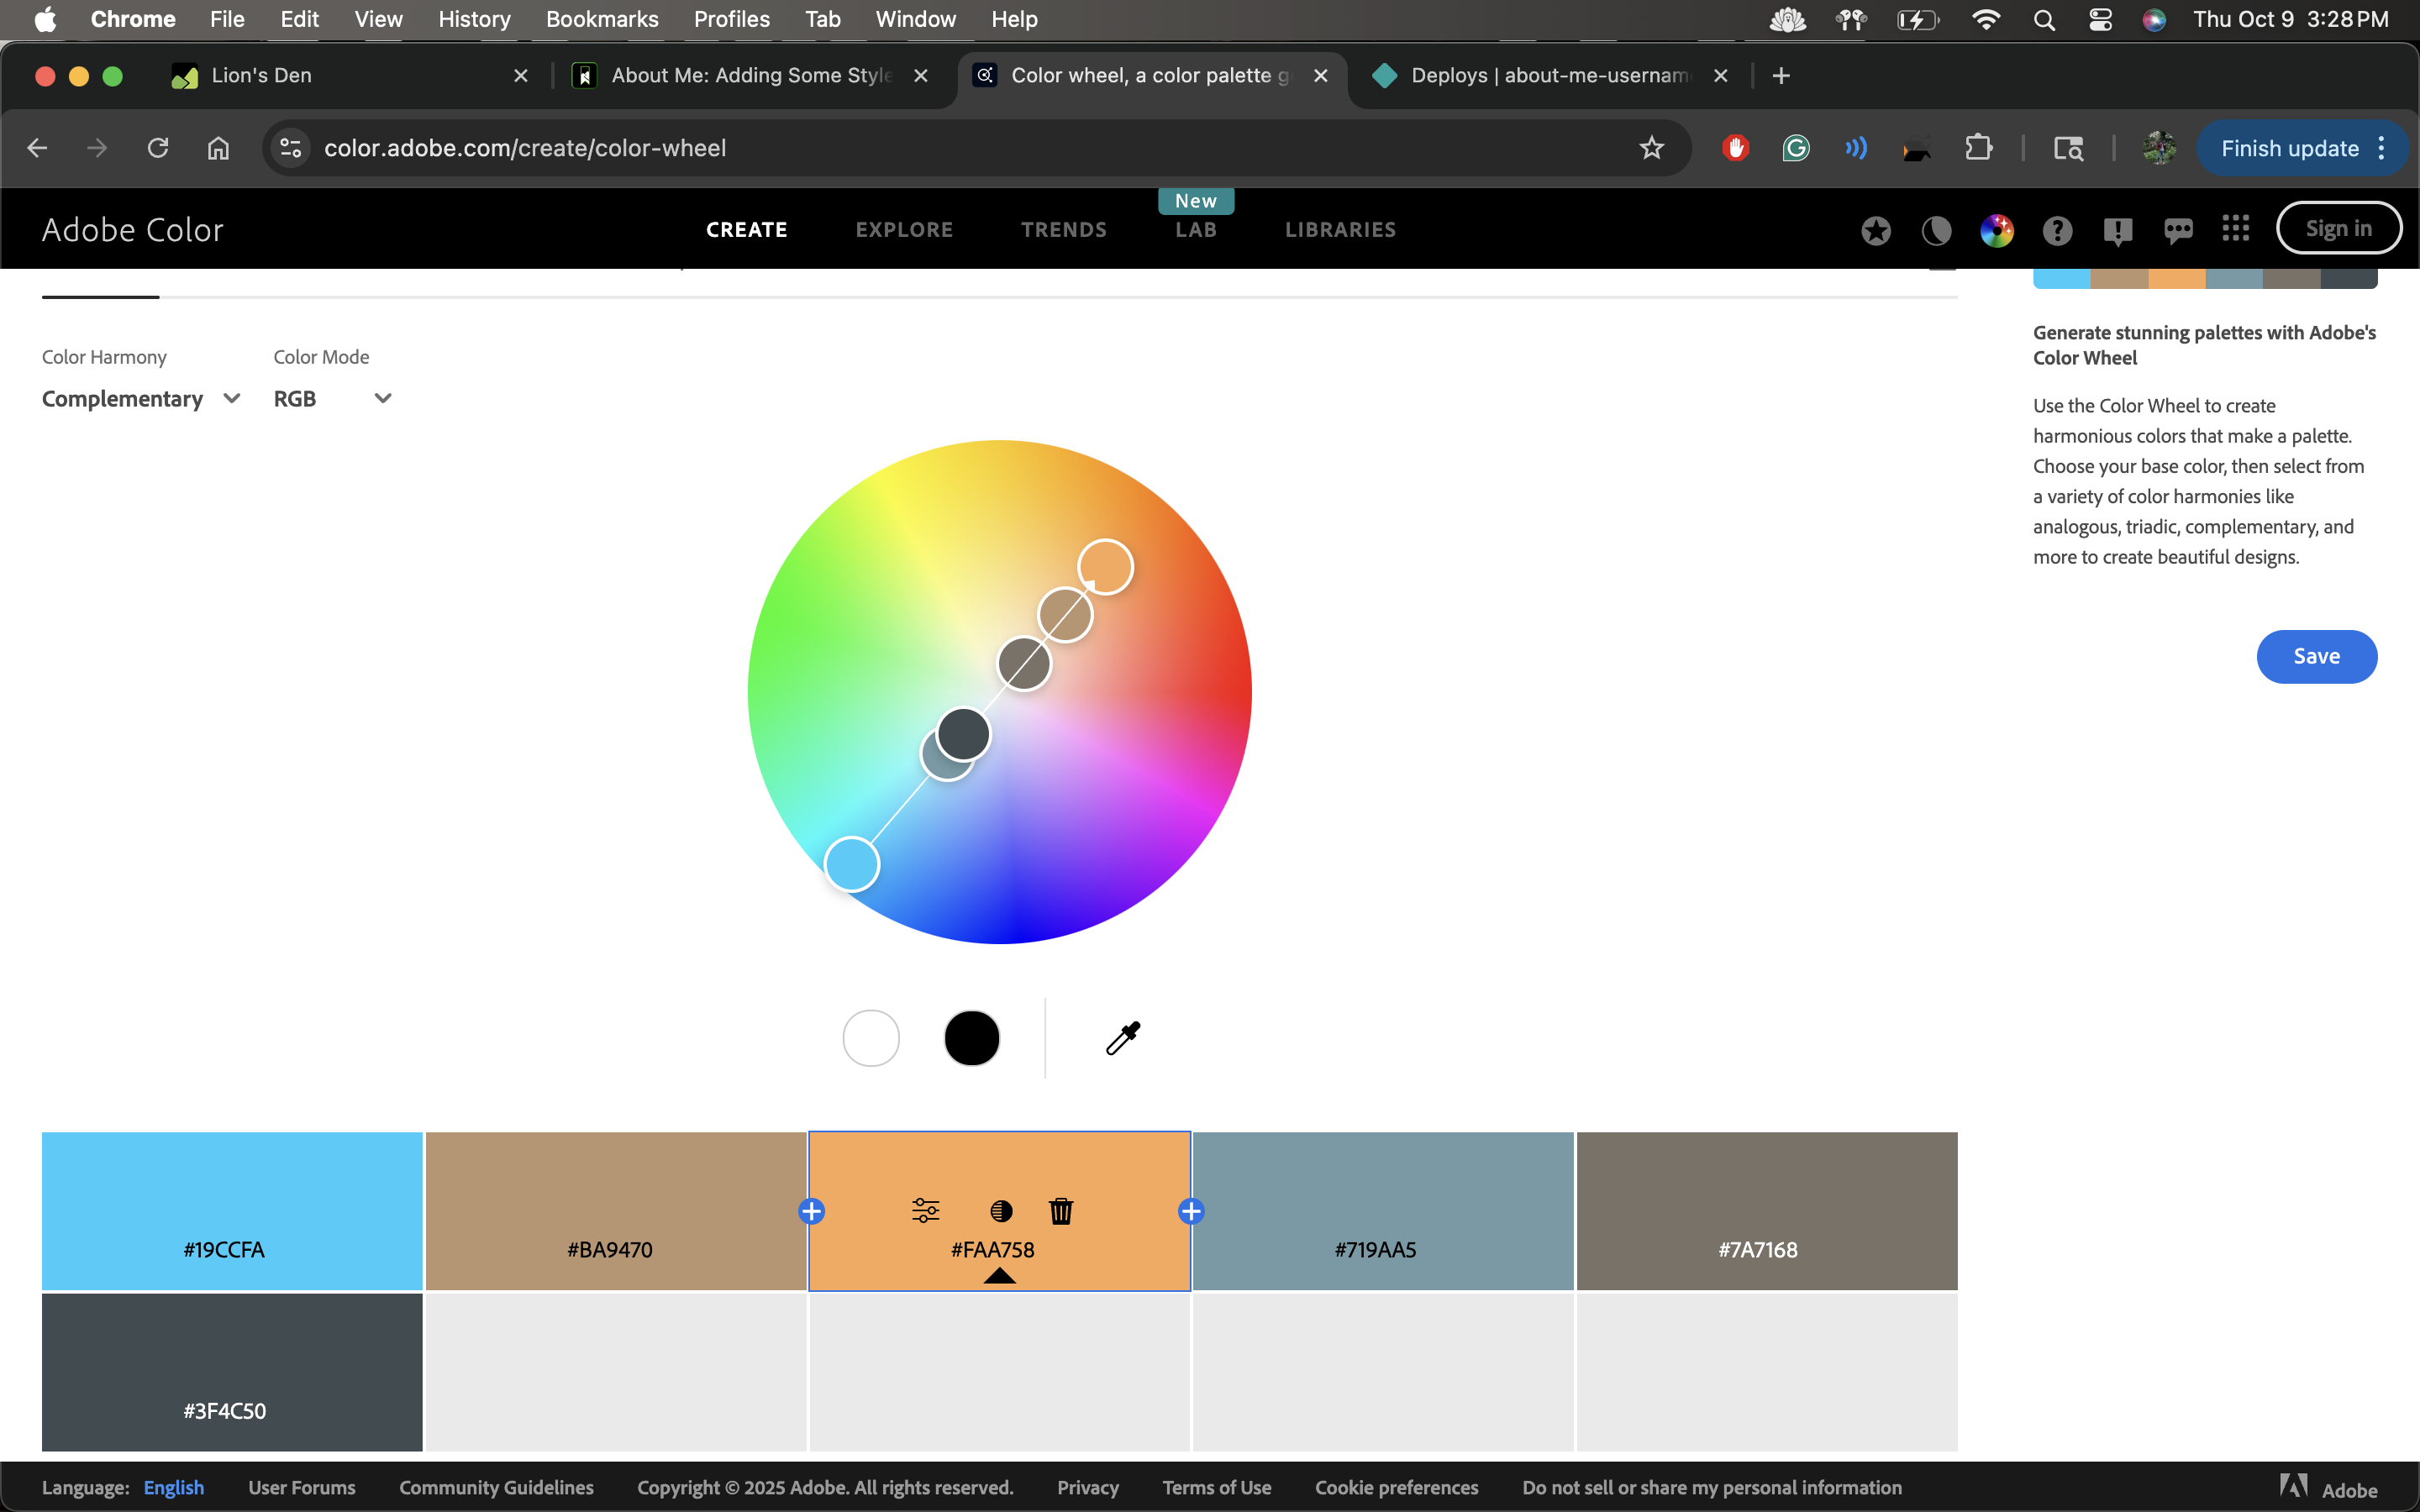 Chrome File Edit View History Bookmarks Profiles Tab Window Help Thu Oct 9 3:28 PM
Lion's Den About Me: Adding Some Style Color wheel, a color palette g Deploys | about-me-usernam
color.adobe.com/create/color-wheel Finish update
New
Adobe Color CREATE EXPLORE TRENDS LAB LIBRARIES Sign in
Generate stunning palettes with Adobe's
Color Wheel
Color Harmony Color Mode
Complementary RGB
Use the Color Wheel to create
harmonious colors that make a palette.
Choose your base color, then select from
a variety of color harmonies like
analogous, triadic, complementary, and
more to create beautiful designs.
Save
#19CCFA #BA9470 #FAA758 #719AA5 #7A7168
#3F4C50
Language: English User Forums Community Guidelines Copyright © 2025 Adobe. All rights reserved. Privacy Terms of Use Cookie preferences Do not sell or share my personal information Adobe